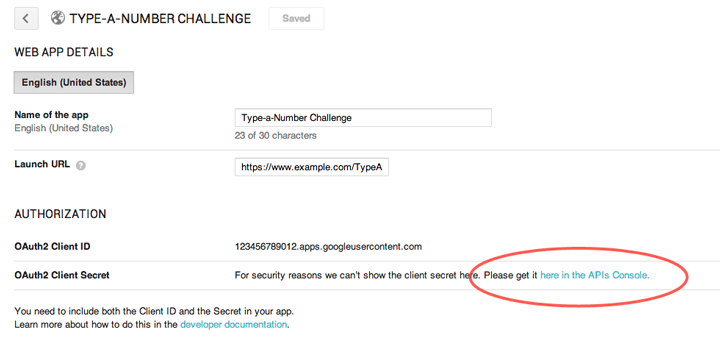 TYPE-A-NUMBER CHALLENGE Saved
WEB APP DETAILS
English (United States)
Name of the app Type-a-Number Challenge
English (United States) 23 of 30 characters
Launch URL ? https://www.example.com/TypeA
AUTHORIZATION
OAuth2 Client ID 123456789012.apps.googleusercontent.com
OAuth2 Client Secret For security reasons we can't show the client secret here. Please get it here in the APIs Console.
You need to include both the Client ID and the Secret in your app.
Learn more about how to do this in the developer documentation.